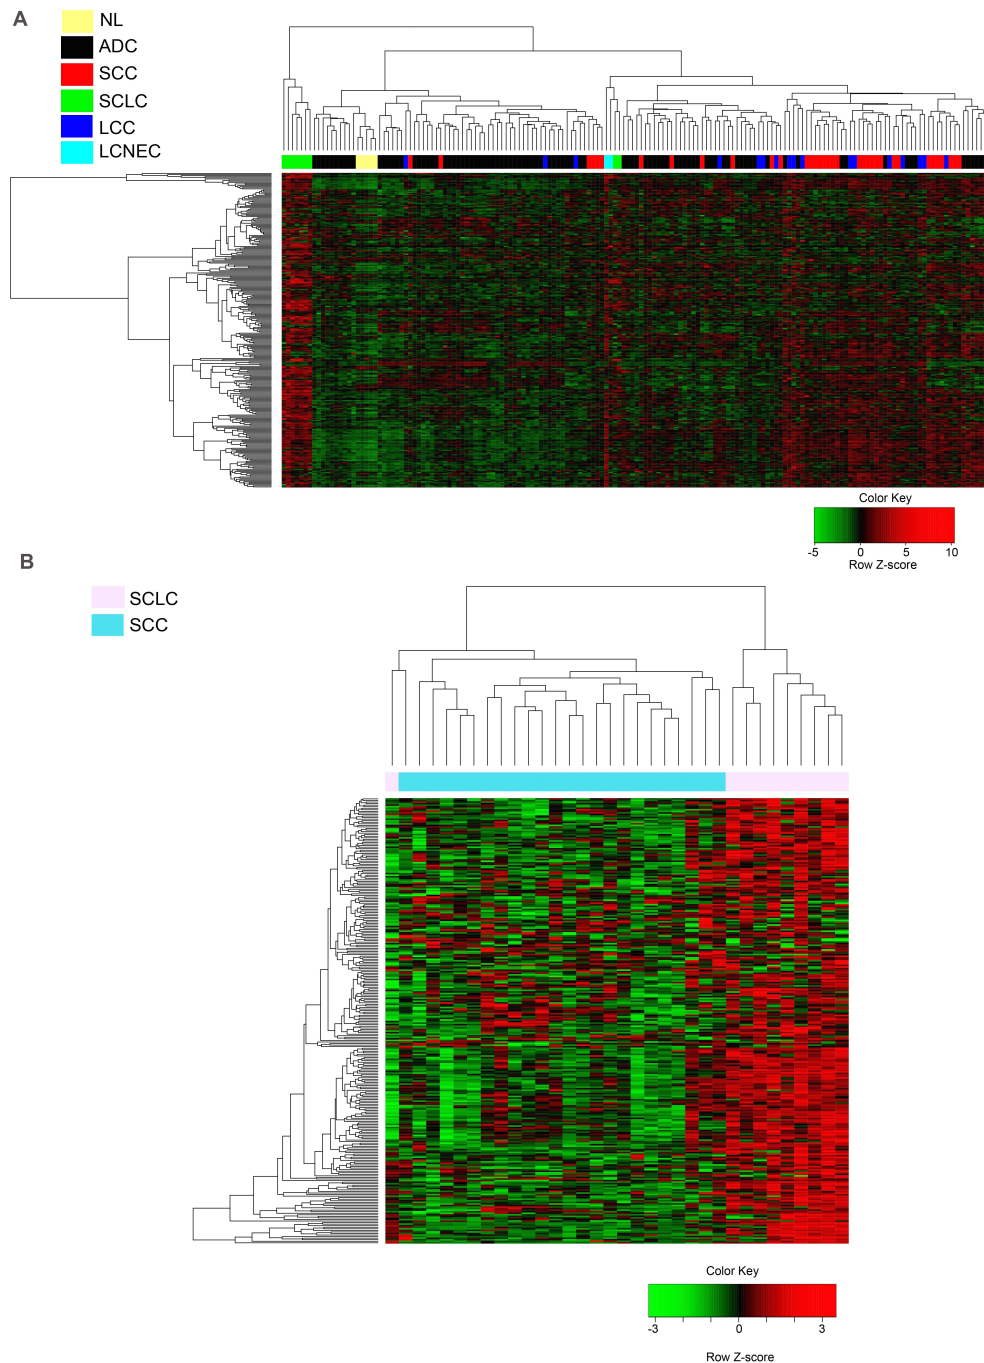 A
NL
ADC
SCC
SCLC
LCC
LCNEC
Color Key
-5 0 5 10
Row Z-score
B
SCLC
SCC
Color Key
-3 0 3
Row Z-score